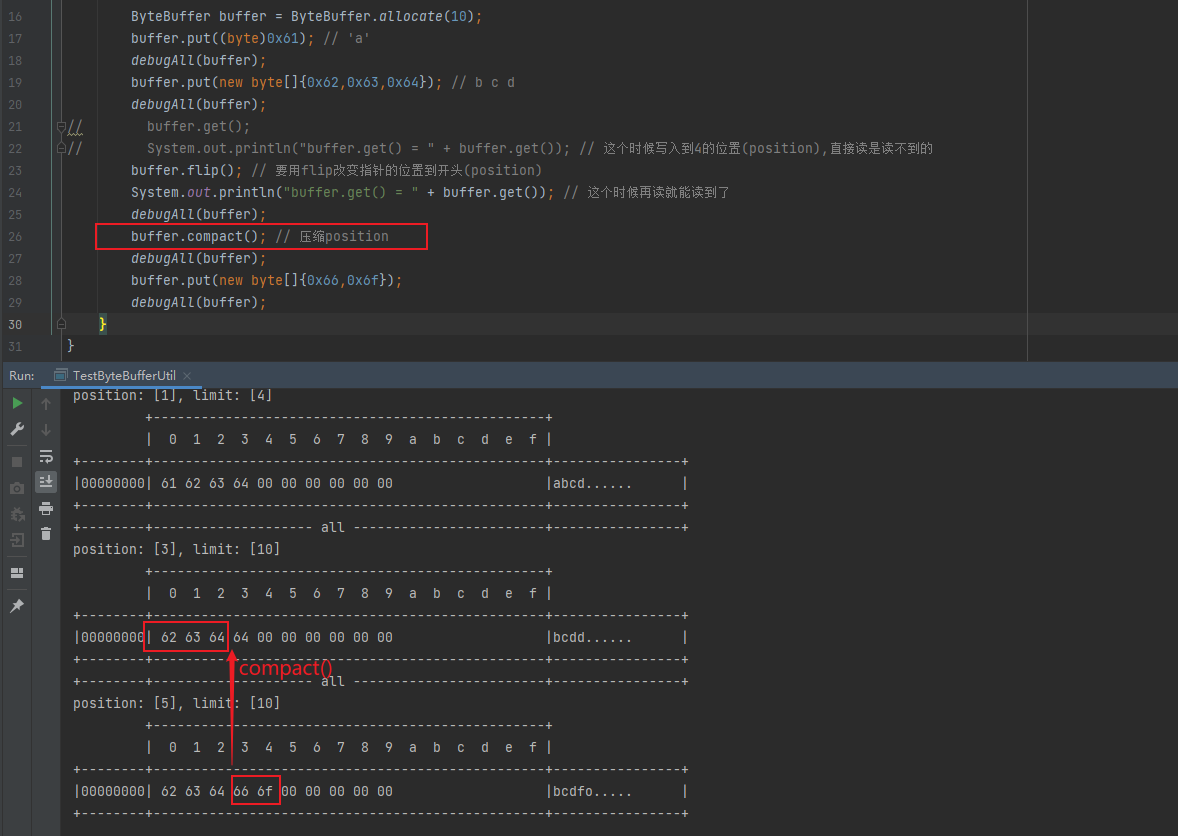 16 ByteBuffer buffer = ByteBuffer.allocate(10);
17 buffer.put((byte)0x61); // 'a'
18 debugAll(buffer);
19 buffer.put(new byte[]{0x62,0x63,0x64}); // b c d
20 debugAll(buffer);
21 // buffer.get();
22 // System.out.println("buffer.get() = " + buffer.get()); // 这个时候写入到4的位置(position),直接读是读不到的
23 buffer.flip(); // 要用flip改变指针的位置到开头(position)
24 System.out.println("buffer.get() = " + buffer.get()); // 这个时候再读就能读到了
25 debugAll(buffer);
26 buffer.compact(); // 压缩position
27 debugAll(buffer);
28 buffer.put(new byte[]{0x66,0x6f});
29 debugAll(buffer);
30 }
31 }
Run: TestByteBufferUtil ×
position: [1], limit: [4]
         +-------------------------------------------------+
         |  0  1  2  3  4  5  6  7  8  9  a  b  c  d  e  f |
+--------+-------------------------------------------------+----------------+
|00000000| 61 62 63 64 00 00 00 00 00 00                   |abcd......      |
+--------+-------------------------------------------------+----------------+
+--------+-------------------- all ------------------------+----------------+
position: [3], limit: [10]
         +-------------------------------------------------+
         |  0  1  2  3  4  5  6  7  8  9  a  b  c  d  e  f |
+--------+-------------------------------------------------+----------------+
|00000000| 62 63 64 64 00 00 00 00 00 00                   |bcdd......      |
+--------+-------------------------------------------------+----------------+
compact()
+--------+-------------------- all ------------------------+----------------+
position: [5], limit: [10]
         +-------------------------------------------------+
         |  0  1  2  3  4  5  6  7  8  9  a  b  c  d  e  f |
+--------+-------------------------------------------------+----------------+
|00000000| 62 63 64 66 6f 00 00 00 00 00                   |bcdfo.....      |
+--------+-------------------------------------------------+----------------+